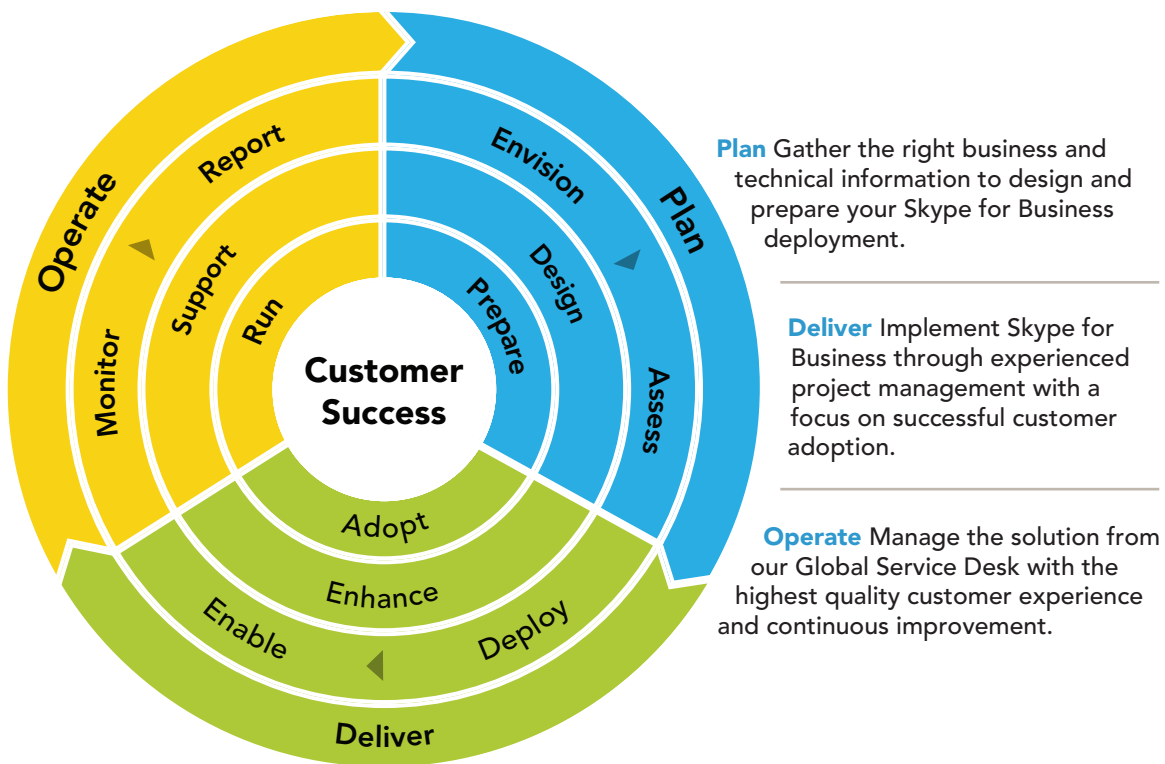 Operate
Report
Monitor
Support
Run
Plan
Envision
Assess
Design
Prepare
Customer
Success
Adopt
Enhance
Enable
Deploy
Deliver
Plan Gather the right business and
technical information to design and
prepare your Skype for Business
deployment.
Deliver Implement Skype for
Business through experienced
project management with a
focus on successful customer
adoption.
Operate Manage the solution from
our Global Service Desk with the
highest quality customer experience
and continuous improvement.